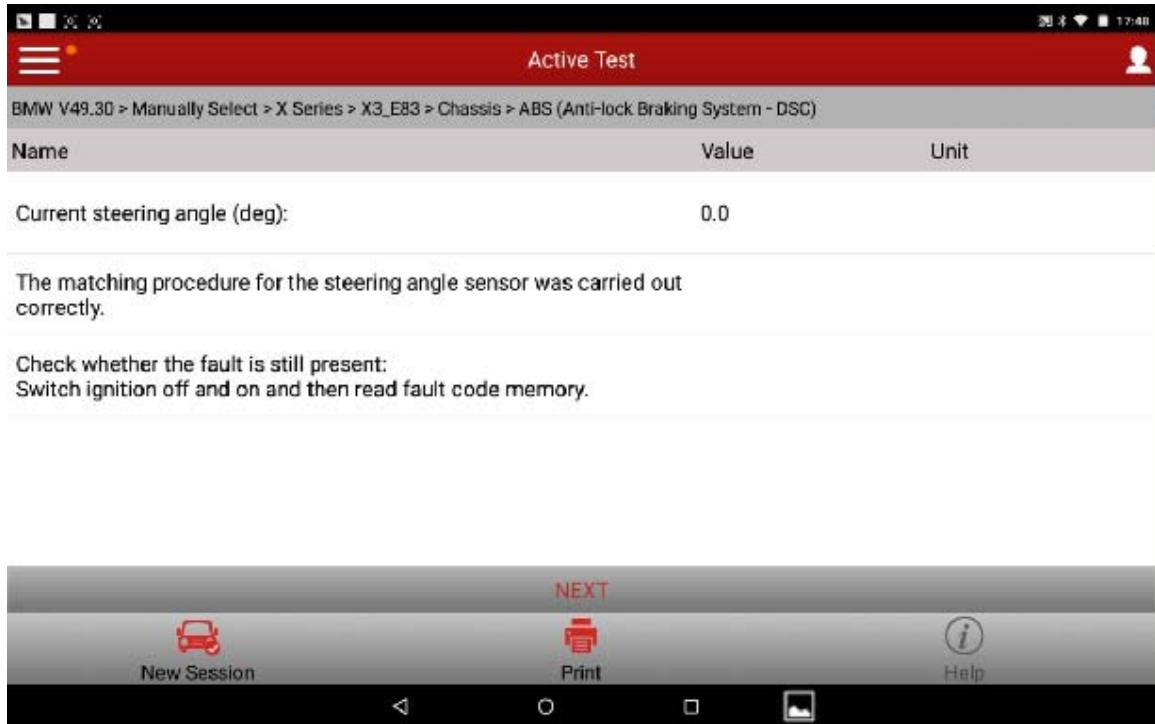 17:48
Active Test
BMW V49.30 > Manually Select > X Series > X3_E83 > Chassis > ABS (Anti-lock Braking System - DSC)
Name Value Unit
Current steering angle (deg): 0.0
The matching procedure for the steering angle sensor was carried out
correctly.
Check whether the fault is still present:
Switch ignition off and on and then read fault code memory.
NEXT
New Session Print Help